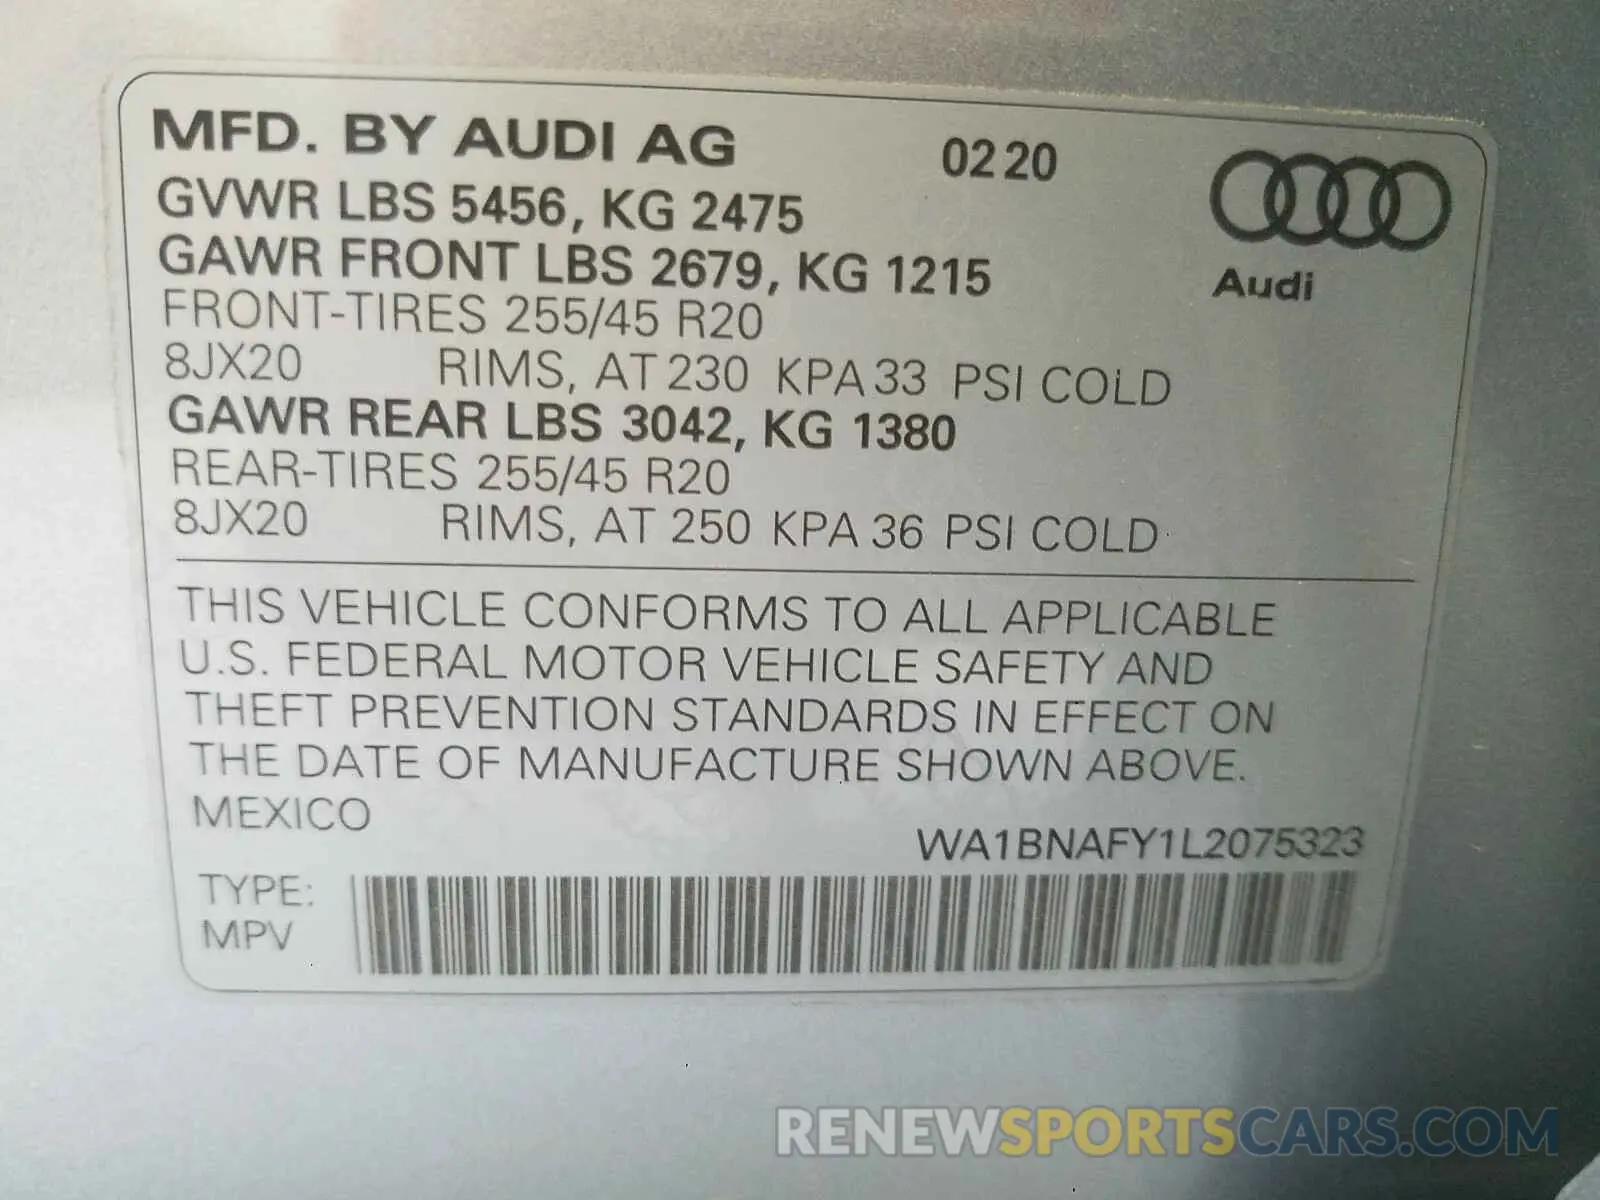 MFD. BY AUDI AG 02 20
GVWR LBS 5456, KG 2475
GAWR FRONT LBS 2679, KG 1215
Audi
FRONT-TIRES 255/45 R20
8JX20 RIMS, AT 230 KPA 33 PSI COLD
GAWR REAR LBS 3042, KG 1380
REAR-TIRES 255/45 R20
8JX20 RIMS, AT 250 KPA 36 PSI COLD
THIS VEHICLE CONFORMS TO ALL APPLICABLE
U.S. FEDERAL MOTOR VEHICLE SAFETY AND
THEFT PREVENTION STANDARDS IN EFFECT ON
THE DATE OF MANUFACTURE SHOWN ABOVE.
MEXICO
WA1BNAFY1L2075323
TYPE:
MPV
RENEWSPORTSCARS.COM